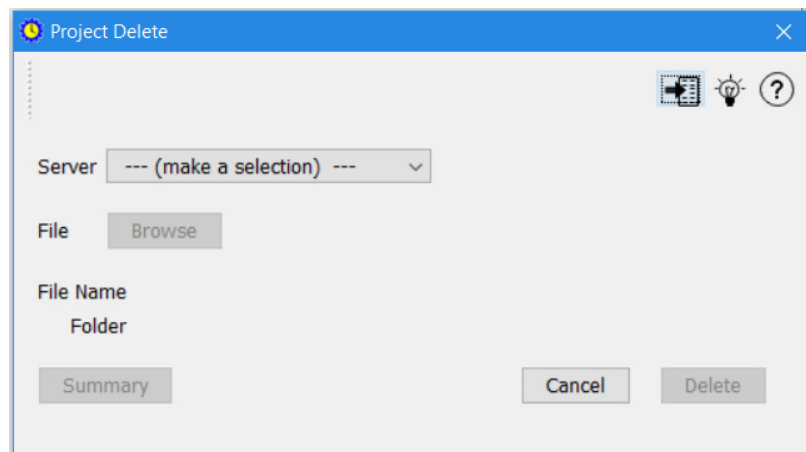 Project Delete
?
Server --- (make a selection) ---
File Browse
File Name
Folder
Summary Cancel Delete